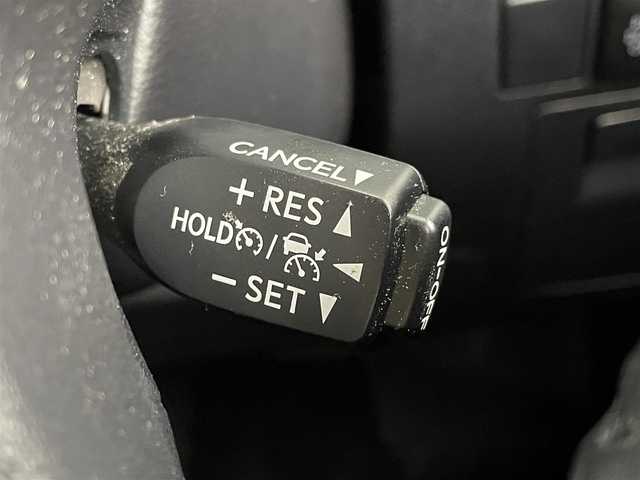 CANCEL▼
+ RES ▲
HOLD / ◀
- SET ▼
ON-OFF